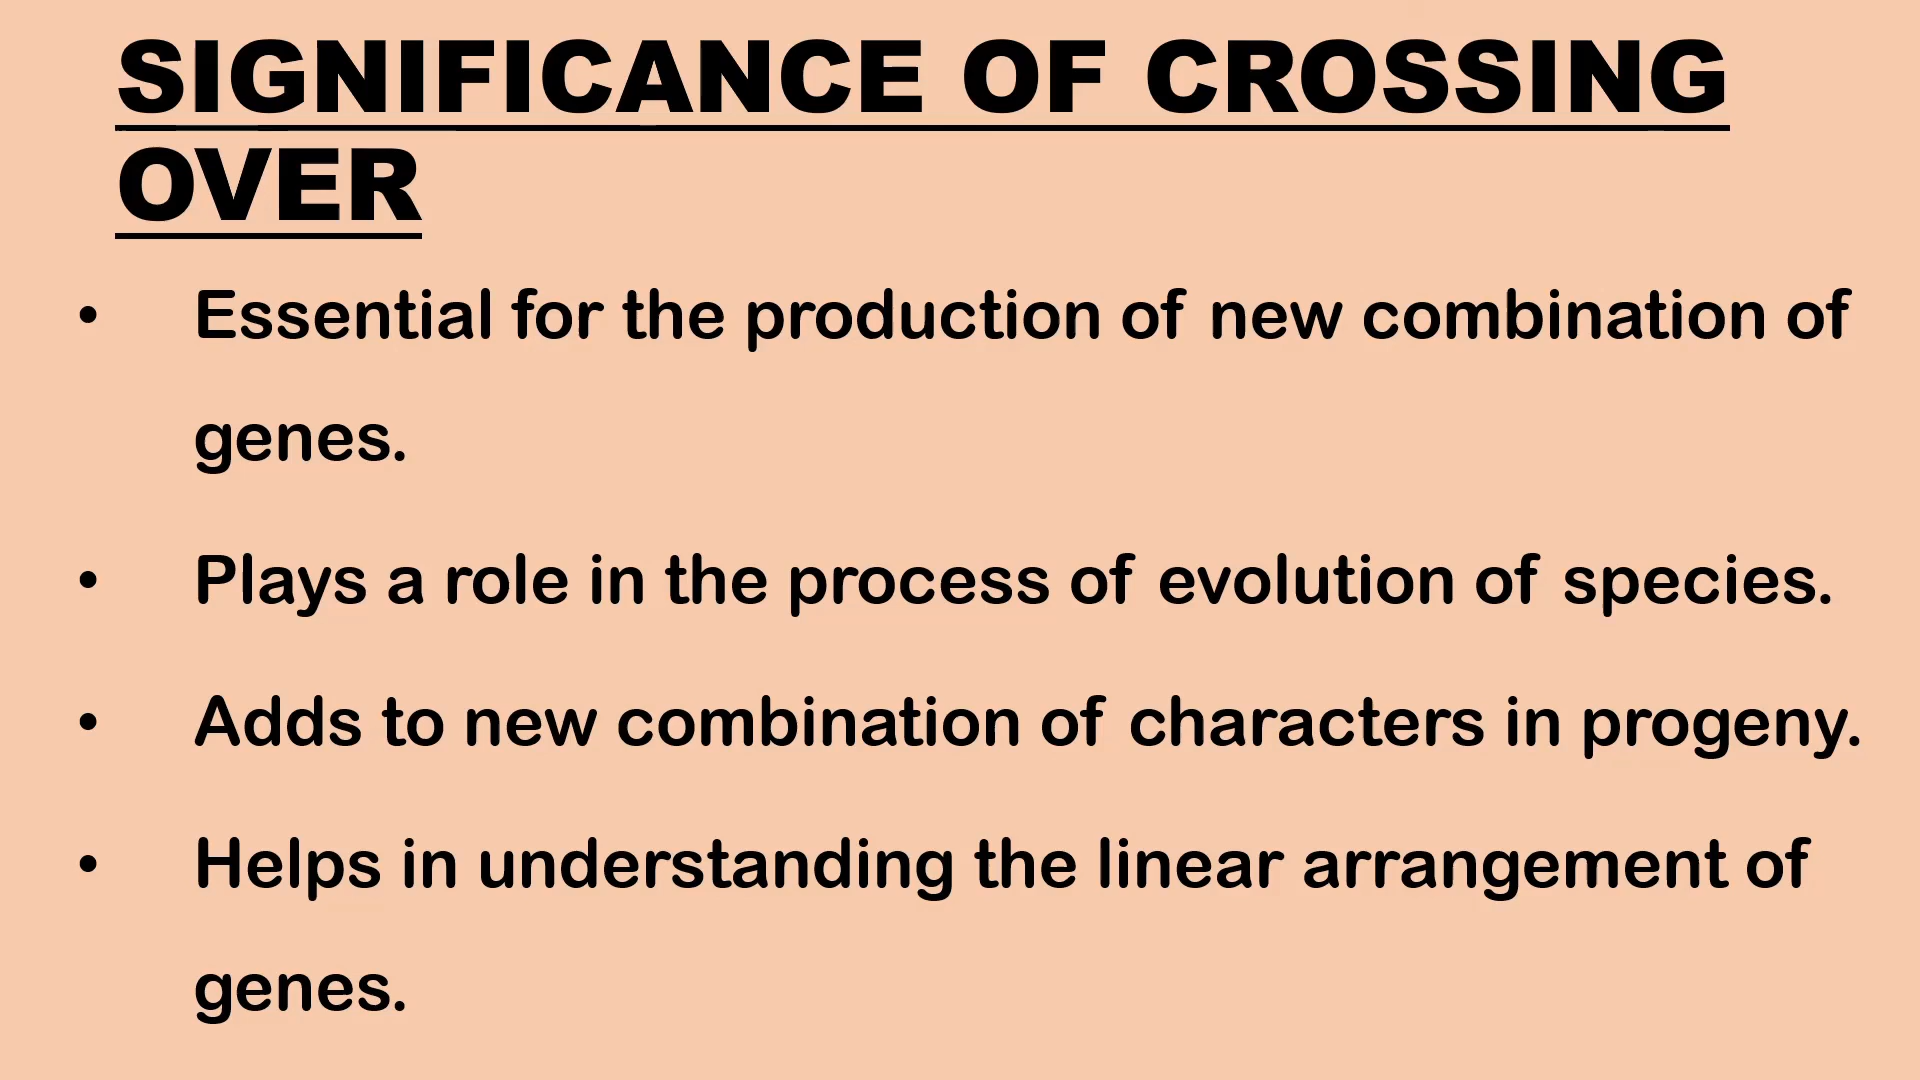 SIGNIFICANCE OF CROSSING
OVER
• Essential for the production of new combination of
genes.
• Plays a role in the process of evolution of species.
• Adds to new combination of characters in progeny.
• Helps in understanding the linear arrangement of
genes.